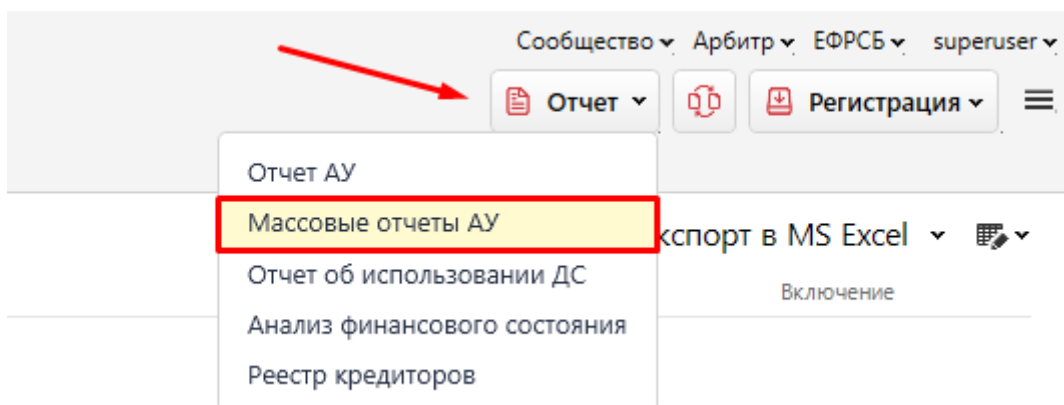 Сообщество Арбитр ЕФРСБ superuser
Отчет Регистрация
Отчет АУ
Массовые отчеты АУ
кспорт в MS Excel
Отчет об использовании ДС
Включение
Анализ финансового состояния
Реестр кредиторов